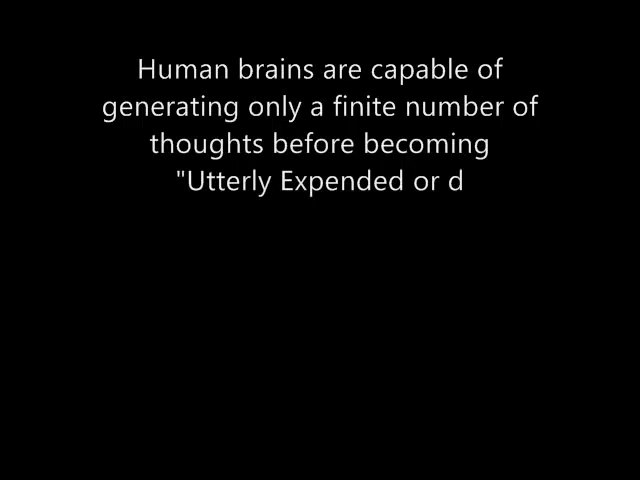 Human brains are capable of
generating only a finite number of
thoughts before becoming
"Utterly Expended or d